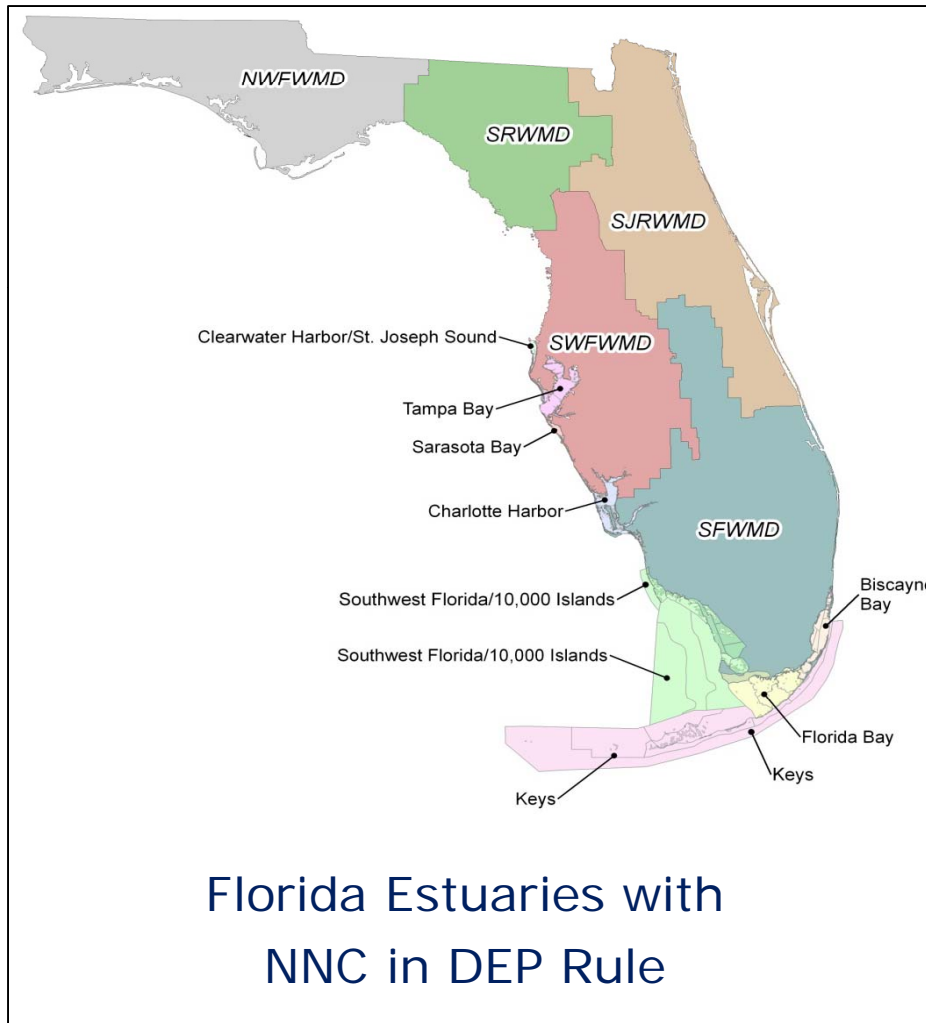 NWFWMD
SRWMD
SJRWMD
Clearwater Harbor/St. Joseph Sound
SWFWMD
Tampa Bay
Sarasota Bay
Charlotte Harbor
SFWMD
Southwest Florida/10,000 Islands
Biscayne
Bay
Southwest Florida/10,000 Islands
Florida Bay
Keys
Keys
Florida Estuaries with
NNC in DEP Rule